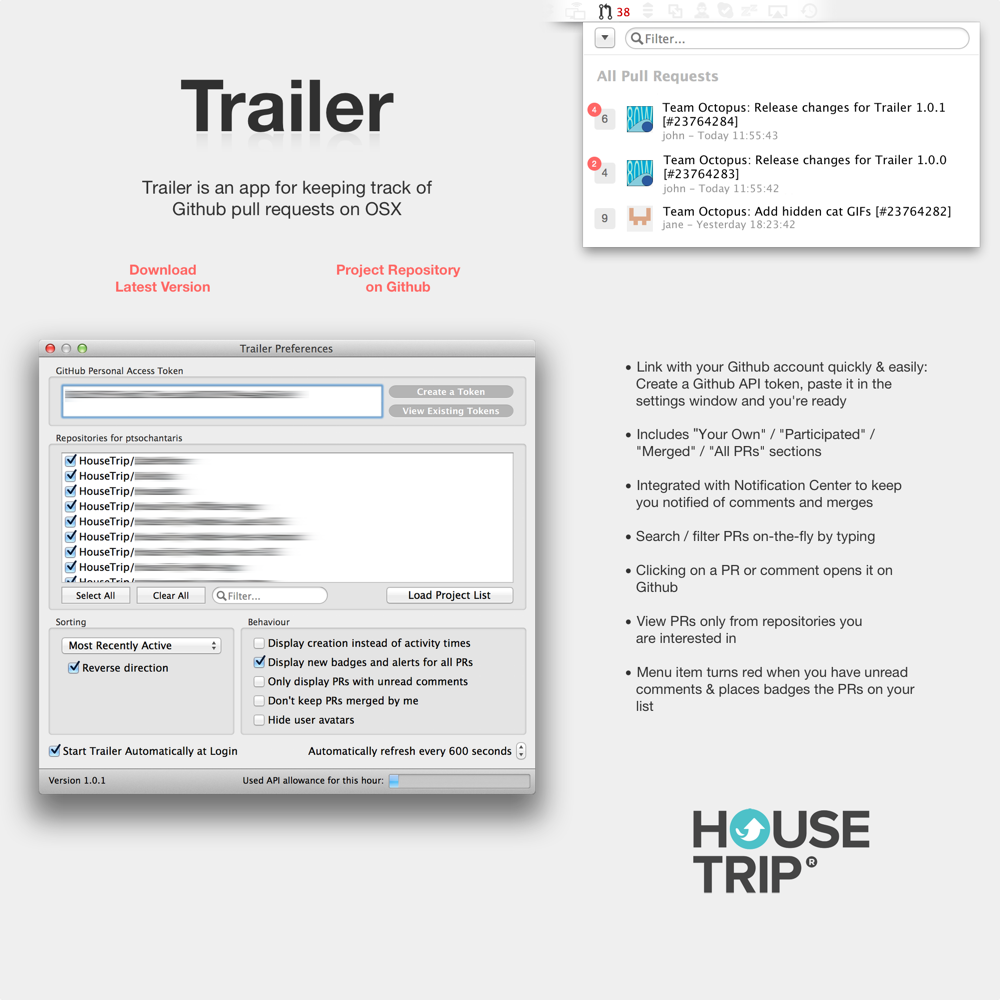 38
Filter...
All Pull Requests
4
6
Team Octopus: Release changes for Trailer 1.0.1
[#23764284]
john – Today 11:55:43
2
4
Team Octopus: Release changes for Trailer 1.0.0
[#23764283]
john – Today 11:55:42
9
Team Octopus: Add hidden cat GIFs [#23764282]
jane – Yesterday 18:23:42
Trailer
Trailer is an app for keeping track of
Github pull requests on OSX
Download
Latest Version
Project Repository
on Github
Trailer Preferences
GitHub Personal Access Token
Create a Token
View Existing Tokens
Repositories for ptsochantaris
HouseTrip/
HouseTrip/
HouseTrip/
HouseTrip/
HouseTrip/
HouseTrip/
HouseTrip/
HouseTrip/
HouseTrip/
Select All
Clear All
Filter...
Load Project List
Sorting
Most Recently Active
Reverse direction
Behaviour
Display creation instead of activity times
Display new badges and alerts for all PRs
Only display PRs with unread comments
Don't keep PRs merged by me
Hide user avatars
Start Trailer Automatically at Login
Automatically refresh every 600 seconds
Version 1.0.1
Used API allowance for this hour:
• Link with your Github account quickly & easily:
Create a Github API token, paste it in the
settings window and you're ready
• Includes "Your Own" / "Participated" /
"Merged" / "All PRs" sections
• Integrated with Notification Center to keep
you notified of comments and merges
• Search / filter PRs on-the-fly by typing
• Clicking on a PR or comment opens it on
Github
• View PRs only from repositories you
are interested in
• Menu item turns red when you have unread
comments & places badges the PRs on your
list
HOUSE
TRIP®